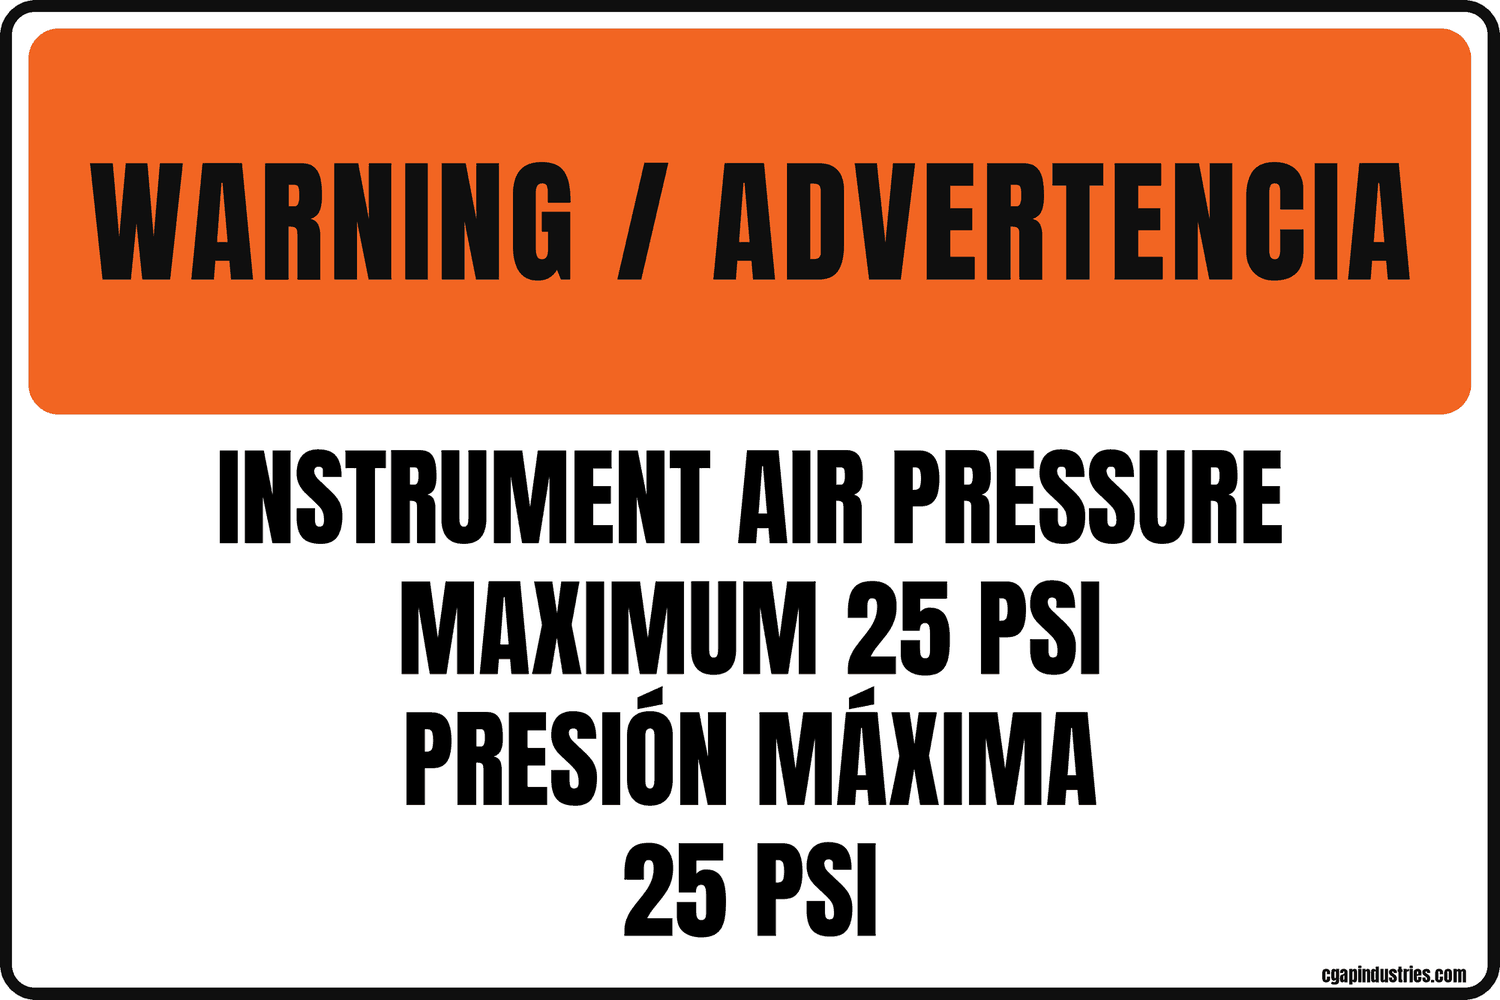 WARNING / ADVERTENCIA
INSTRUMENT AIR PRESSURE
MAXIMUM 25 PSI
PRESIÓN MÁXIMA
25 PSI
cgapindustries.com